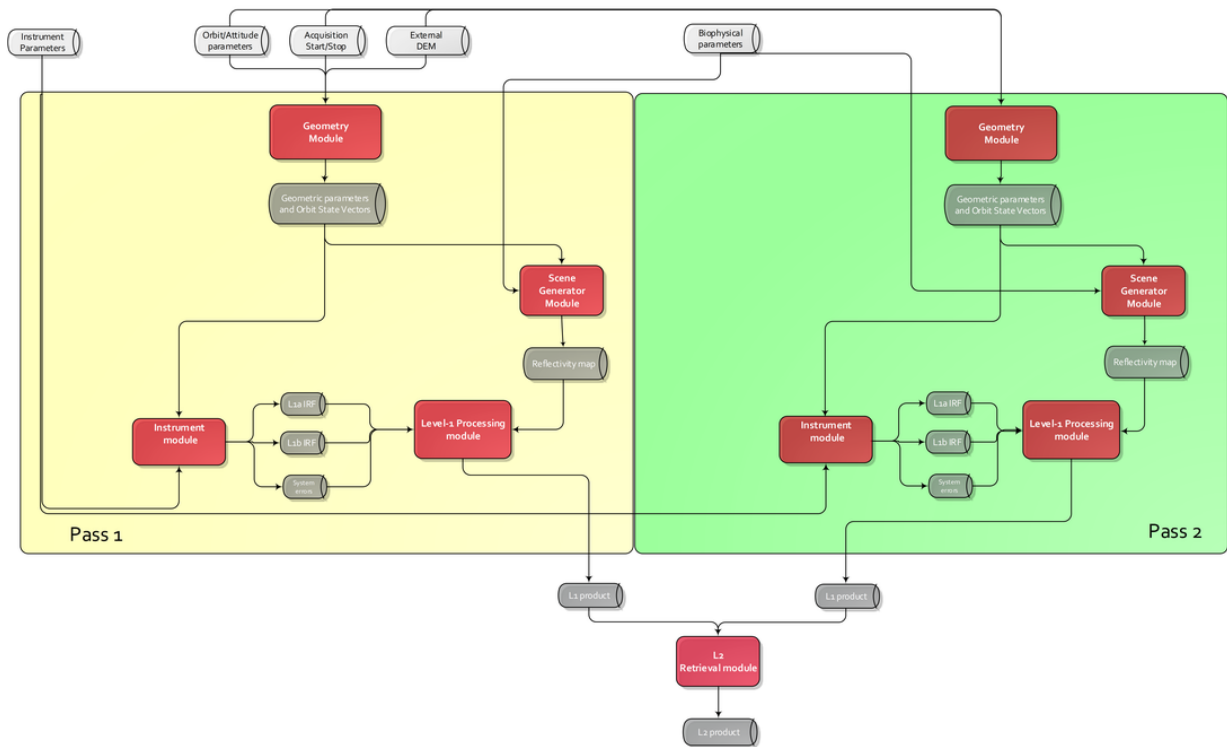 Instrument
Parameters
Orbit/Attitude
parameters
Acquisition
Start/Stop
External
DEM
Biophysical
parameters
Geometry
Module
Geometric parameters
and Orbit State Vectors
Scene
Generator
Module
Reflectivity map
Instrument
module
L1a IRF
L1b IRF
System
errors
Level-1 Processing
module
Pass 1
Geometry
Module
Geometric parameters
and Orbit State Vectors
Scene
Generator
Module
Reflectivity map
Instrument
module
L1a IRF
L1b IRF
System
errors
Level-1 Processing
module
Pass 2
L1 product
L1 product
L2
Retrieval module
L2 product